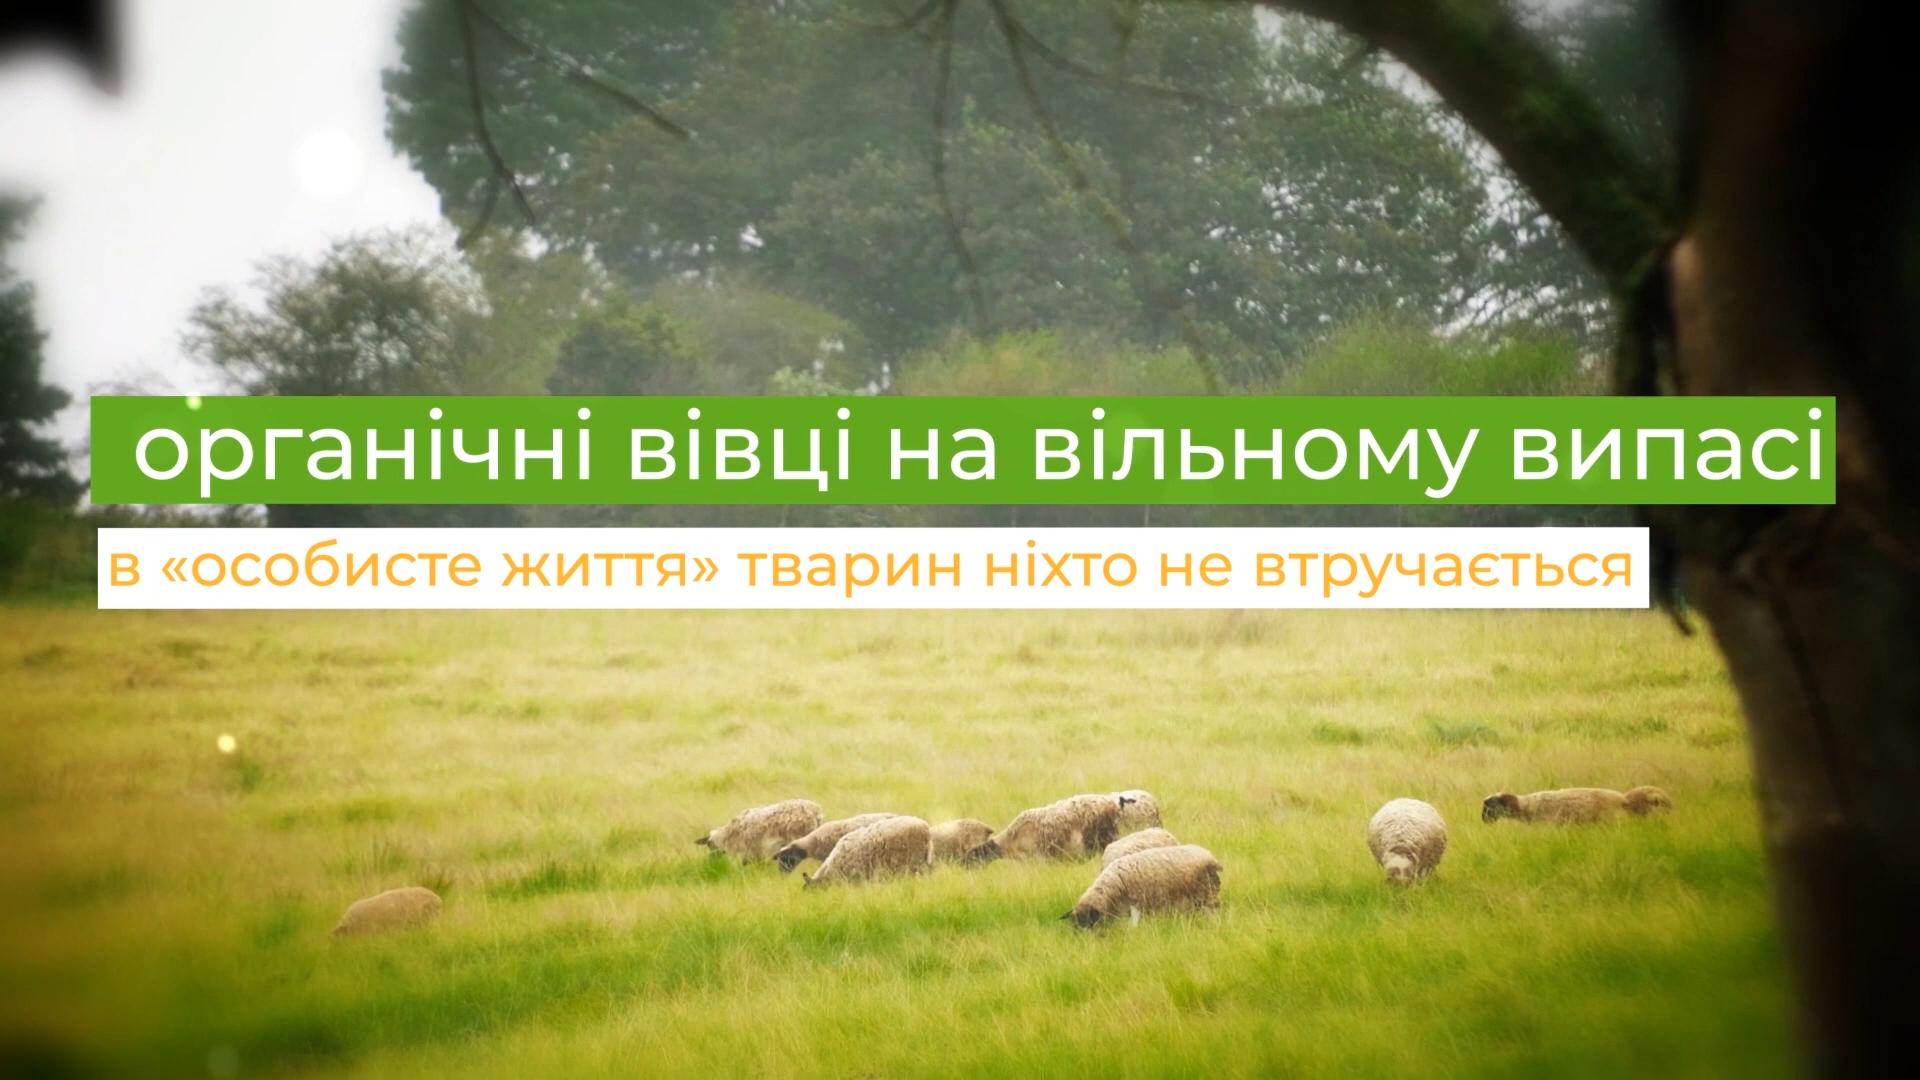 органічні вівці на вільному випасі
в «особисте життя» тварин ніхто не втручається